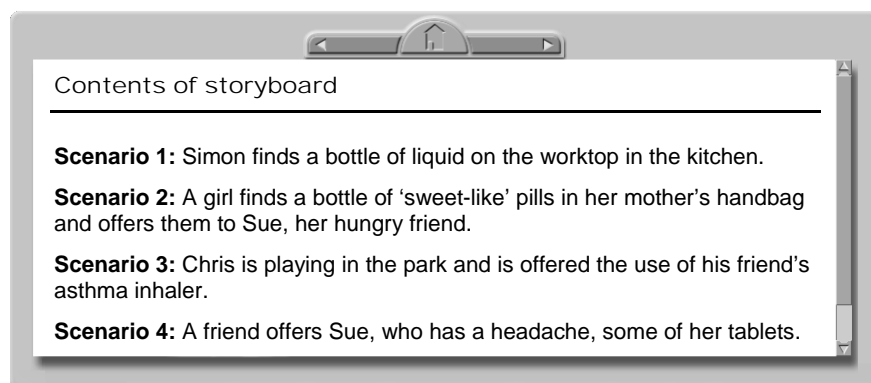 Contents of storyboard
Scenario 1: Simon finds a bottle of liquid on the worktop in the kitchen.
Scenario 2: A girl finds a bottle of ‘sweet-like’ pills in her mother’s handbag
and offers them to Sue, her hungry friend.
Scenario 3: Chris is playing in the park and is offered the use of his friend’s
asthma inhaler.
Scenario 4: A friend offers Sue, who has a headache, some of her tablets.